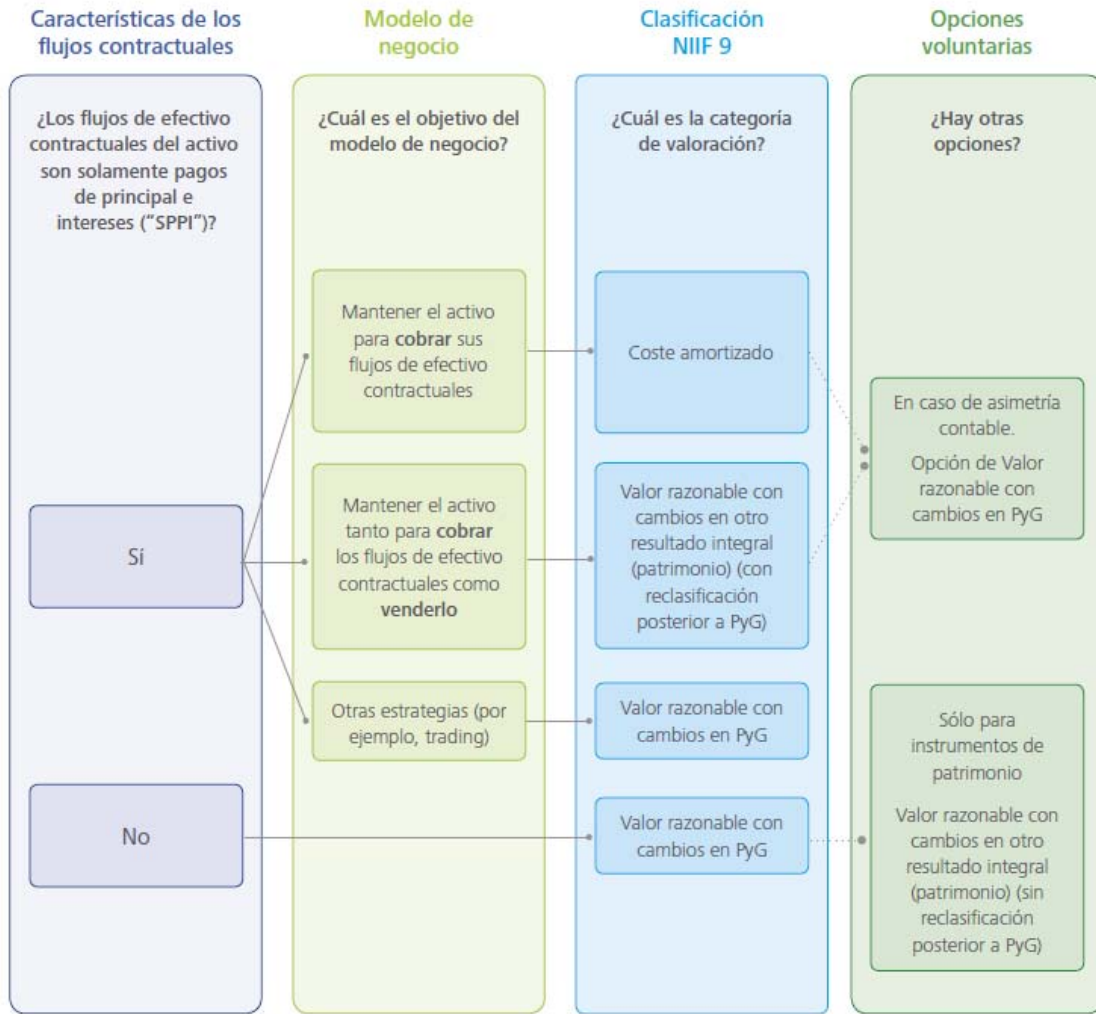 Características de los
flujos contractuales
Modelo de
negocio
Clasificación
NIIF 9
Opciones
voluntarias
¿Los flujos de efectivo
contractuales del activo
son solamente pagos
de principal e
intereses (“SPPI”)?
¿Cuál es el objetivo del
modelo de negocio?
¿Cuál es la categoría
de valoración?
¿Hay otras
opciones?
Mantener el activo
para cobrar sus
flujos de efectivo
contractuales
Coste amortizado
En caso de asimetría
contable.
Opción de Valor
razonable con
cambios en PyG
Sí
Mantener el activo
tanto para cobrar
los flujos de efectivo
contractuales como
venderlo
Valor razonable con
cambios en otro
resultado integral
(patrimonio) (con
reclasificación
posterior a PyG)
Otras estrategias (por
ejemplo, trading)
Valor razonable con
cambios en PyG
No
Valor razonable con
cambios en PyG
Sólo para
instrumentos de
patrimonio
Valor razonable con
cambios en otro
resultado integral
(patrimonio) (sin
reclasificación
posterior a PyG)